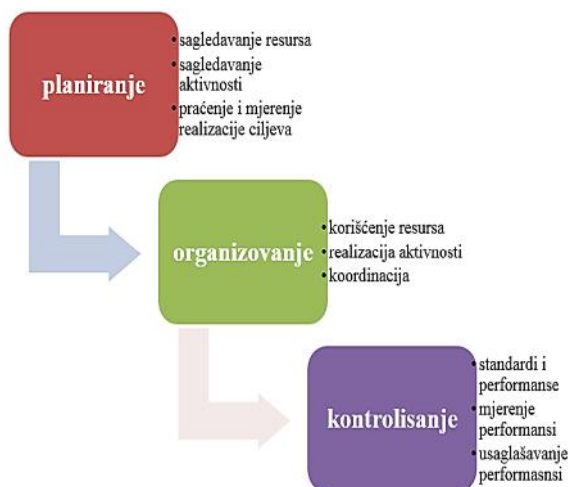 planiranje
• sagledavanje resursa
• sagledavanje
aktivnosti
• praćenje i mjerenje
realizacije ciljeva
organizovanje
• korišćenje resursa
• realizacija aktivnosti
• koordinacija
kontrolisanje
• standardi i
performanse
• mjerenje
performansi
• usaglašavanje
performasnsi